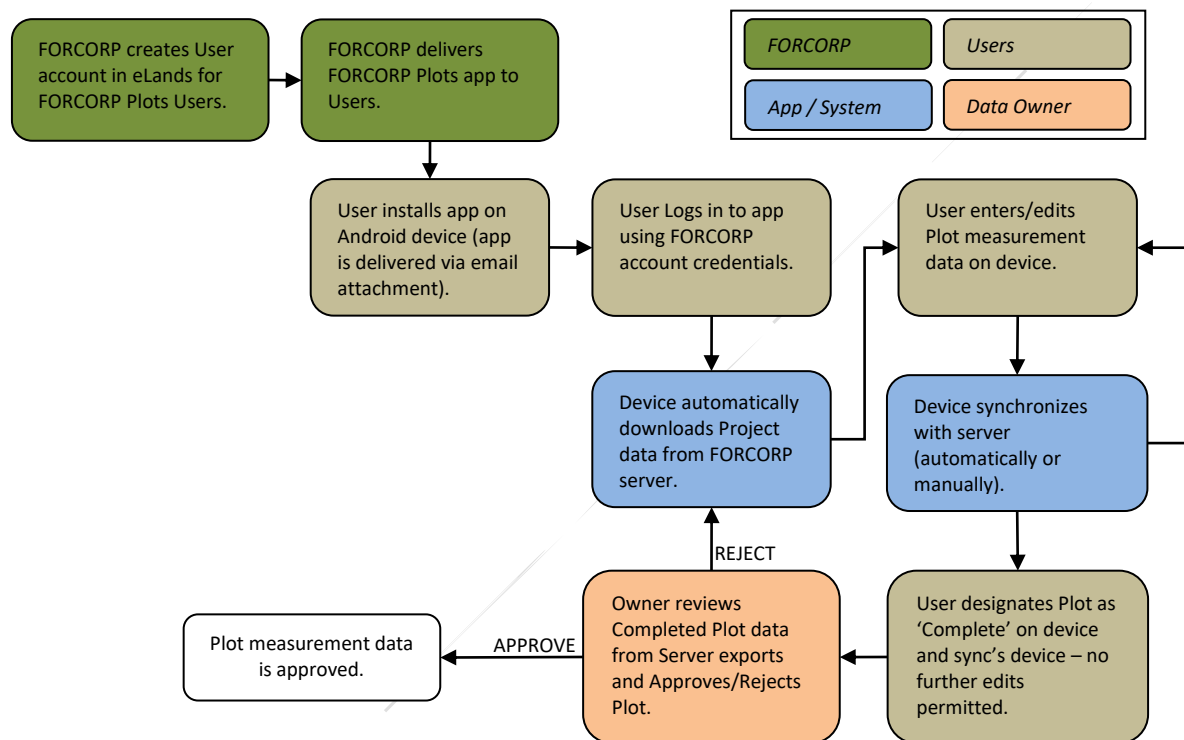 FORCORP creates User
account in eLands for
FORCORP Plots Users.
FORCORP delivers
FORCORP Plots app to
Users.
FORCORP
Users
App / System
Data Owner
User installs app on
Android device (app
is delivered via email
attachment).
User Logs in to app
using FORCORP
account credentials.
User enters/edits
Plot measurement
data on device.
Device automatically
downloads Project
data from FORCORP
server.
Device synchronizes
with server
(automatically or
manually).
REJECT
Plot measurement data
is approved.
APPROVE
Owner reviews
Completed Plot data
from Server exports
and Approves/Rejects
Plot.
User designates Plot as
‘Complete’ on device
and sync’s device – no
further edits
permitted.